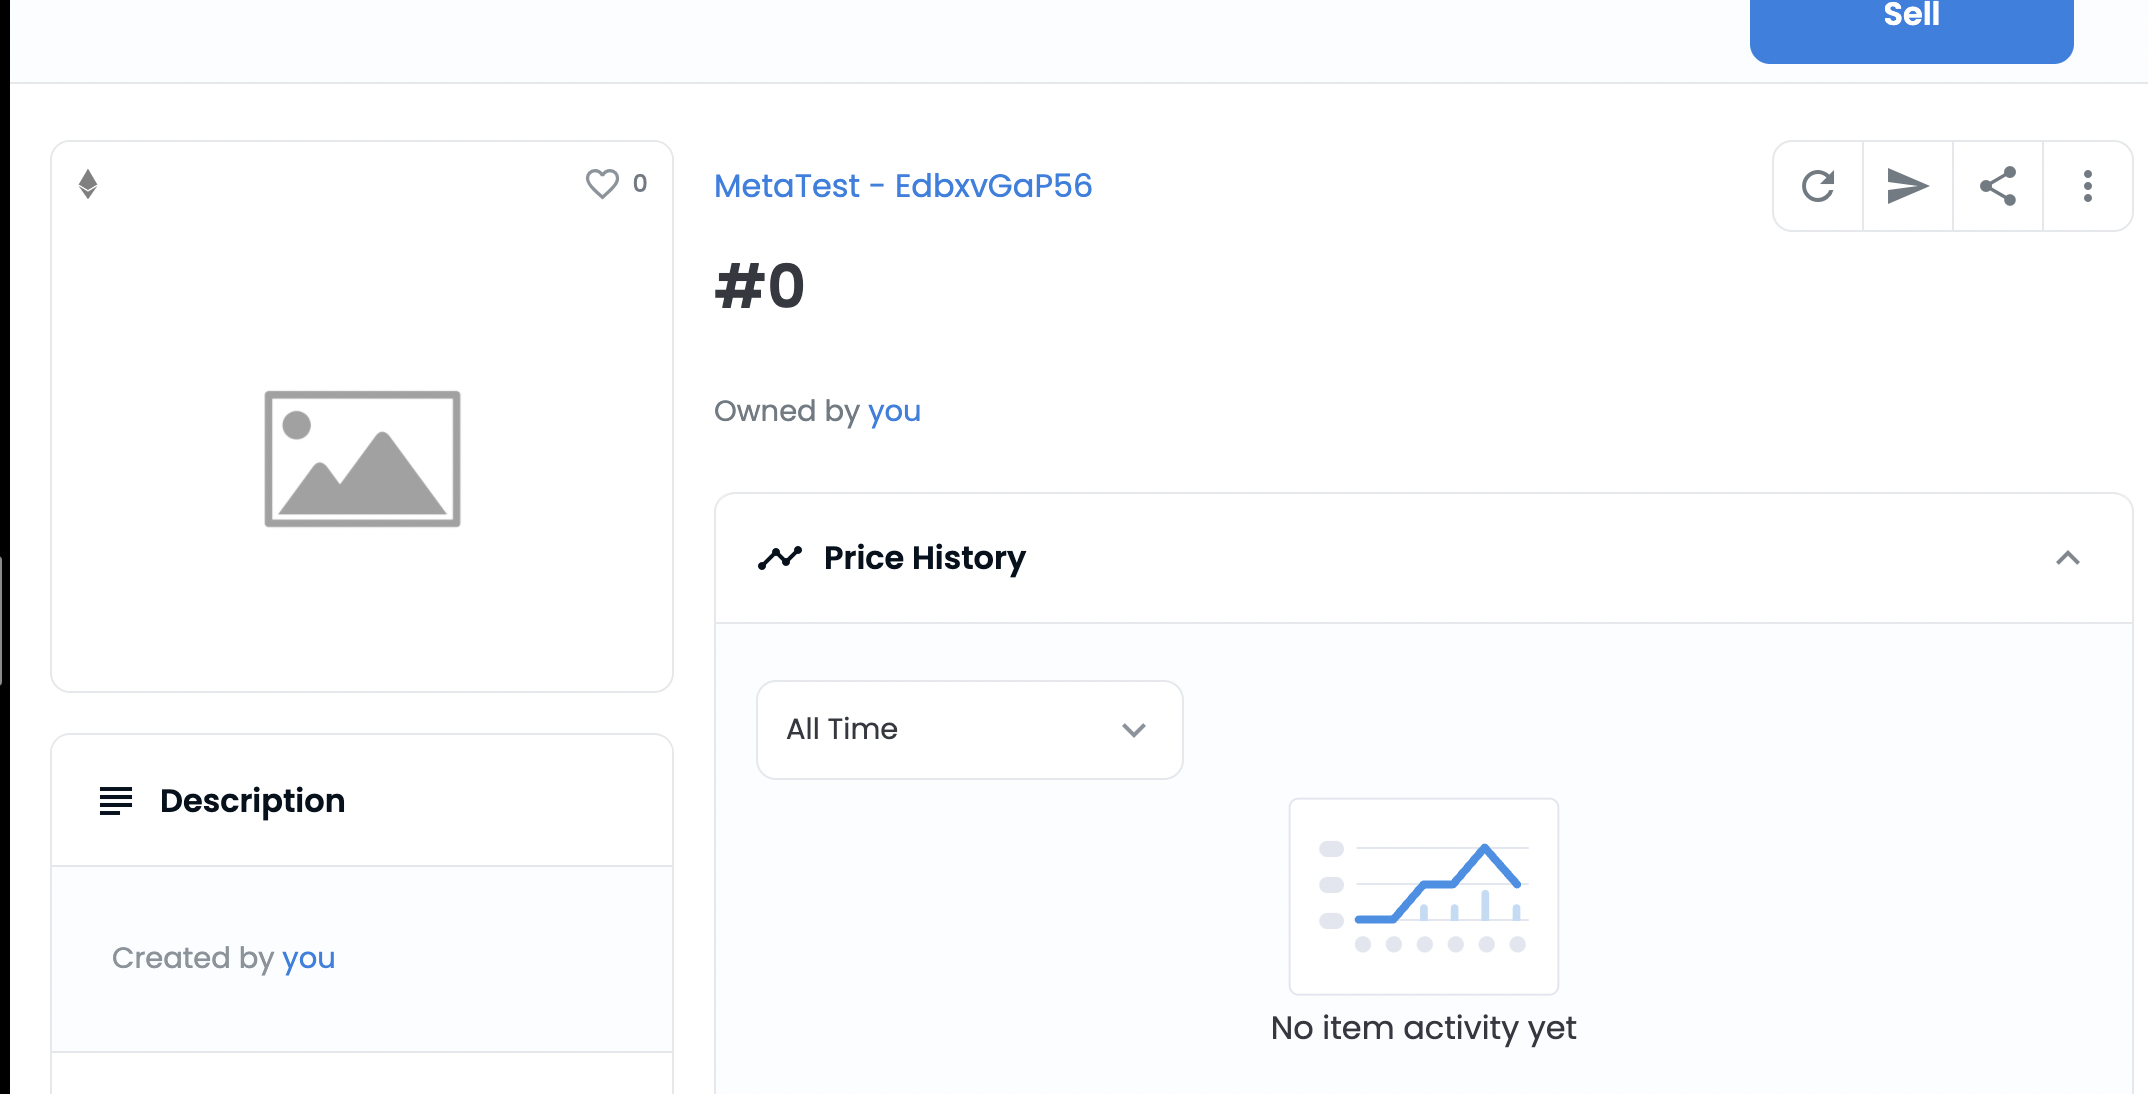 Sell
0
MetaTest - EdbxvGaP56
#0
Owned by you
Price History
All Time
No item activity yet
Description
Created by you